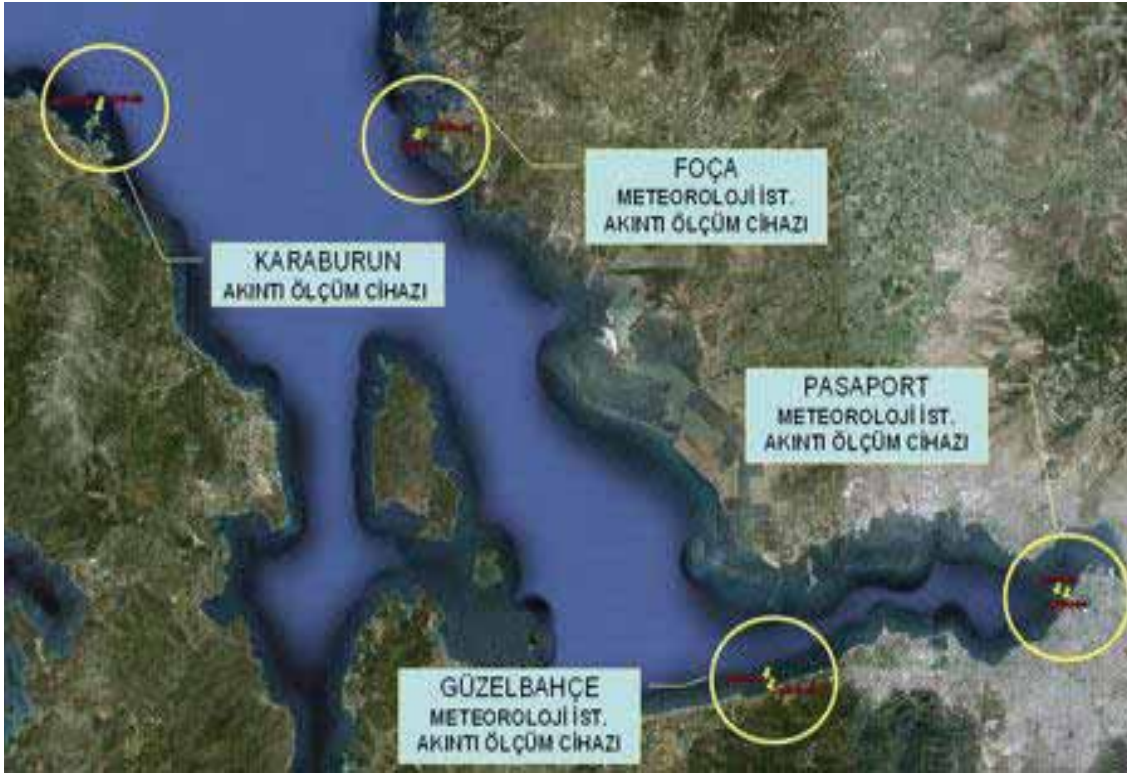 FOÇA
METEOROLOJİ İST.
AKINTI ÖLÇÜM CİHAZI
KARABURUN
AKINTI ÖLÇÜM CİHAZI
PASAPORT
METEOROLOJİ İST.
AKINTI ÖLÇÜM CİHAZI
GÜZELBAHÇE
METEOROLOJİ İST.
AKINTI ÖLÇÜM CİHAZI